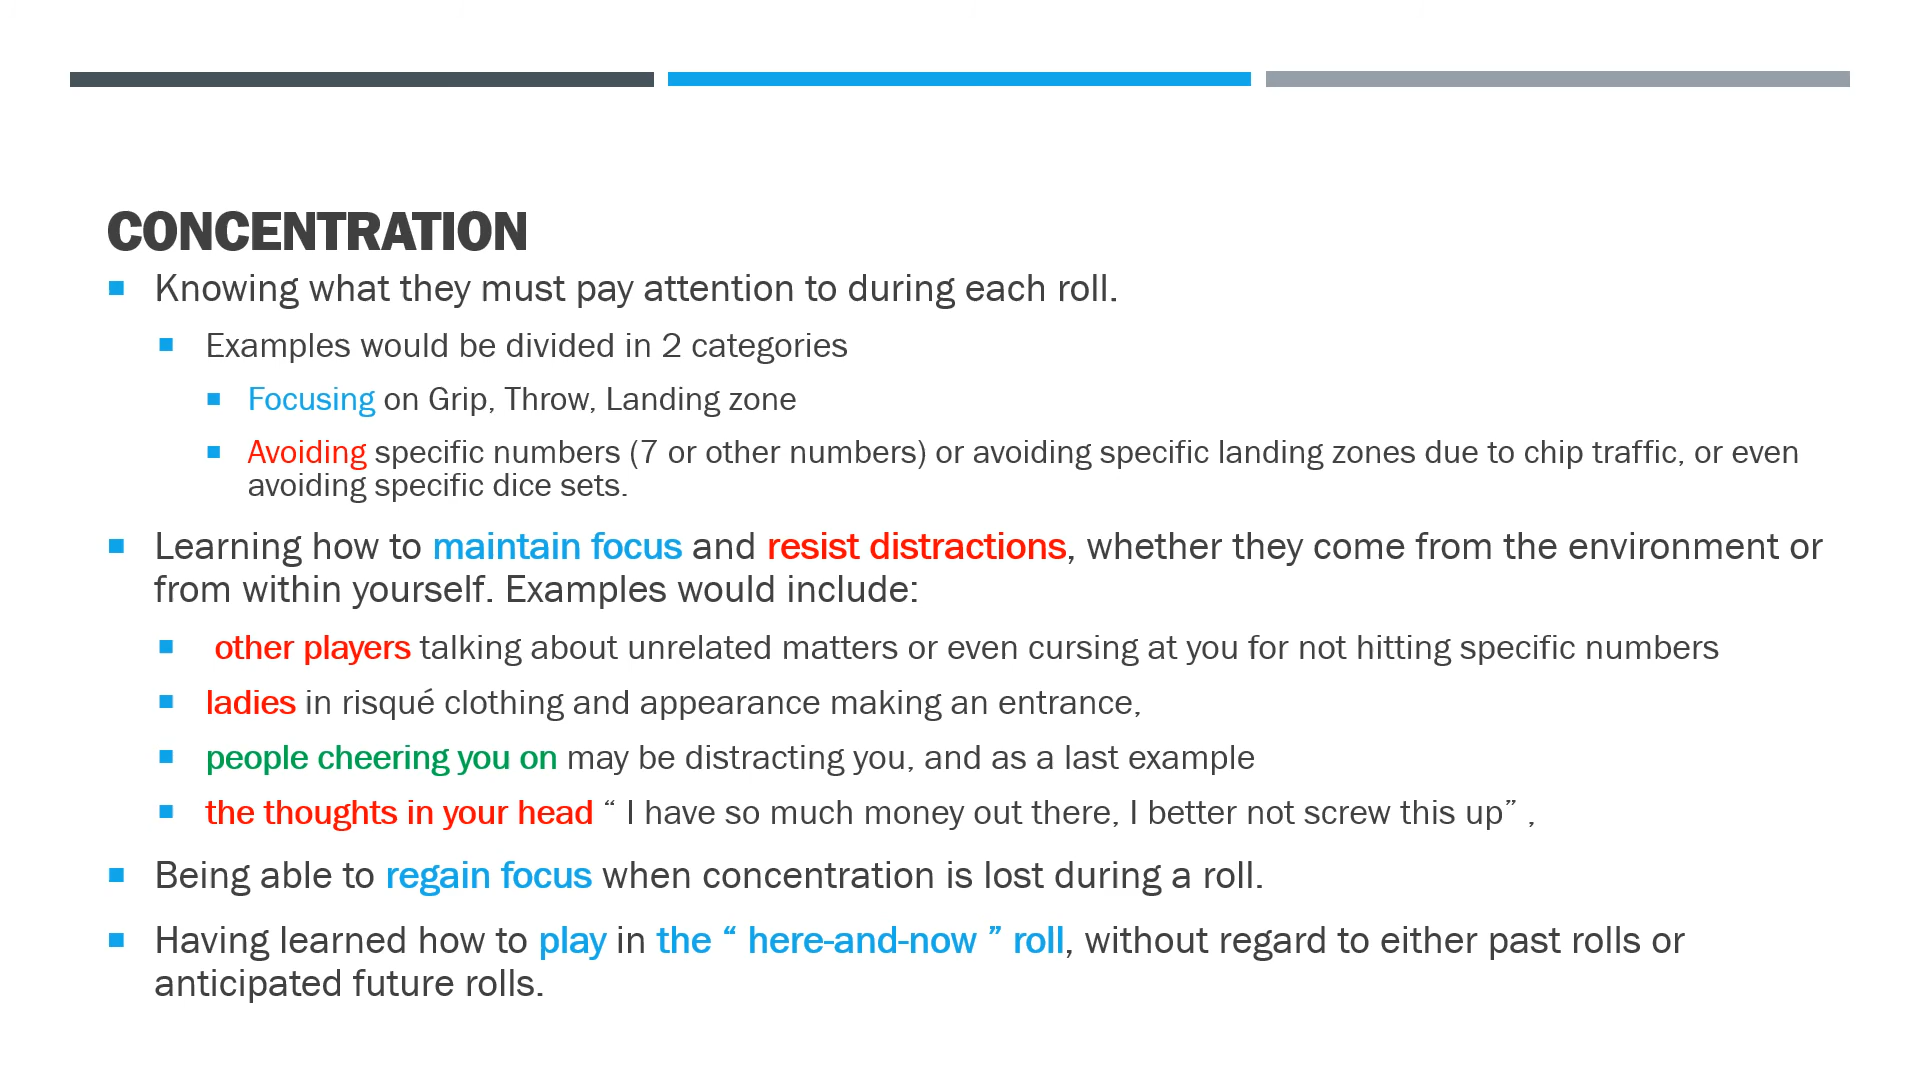 CONCENTRATION
Knowing what they must pay attention to during each roll.
Examples would be divided in 2 categories
Focusing on Grip, Throw, Landing zone
Avoiding specific numbers (7 or other numbers) or avoiding specific landing zones due to chip traffic, or even
avoiding specific dice sets.
Learning how to maintain focus and resist distractions, whether they come from the environment or
from within yourself. Examples would include:
other players talking about unrelated matters or even cursing at you for not hitting specific numbers
ladies in risqué clothing and appearance making an entrance,
people cheering you on may be distracting you, and as a last example
the thoughts in your head “ I have so much money out there, I better not screw this up” ,
Being able to regain focus when concentration is lost during a roll.
Having learned how to play in the “ here-and-now ” roll, without regard to either past rolls or
anticipated future rolls.